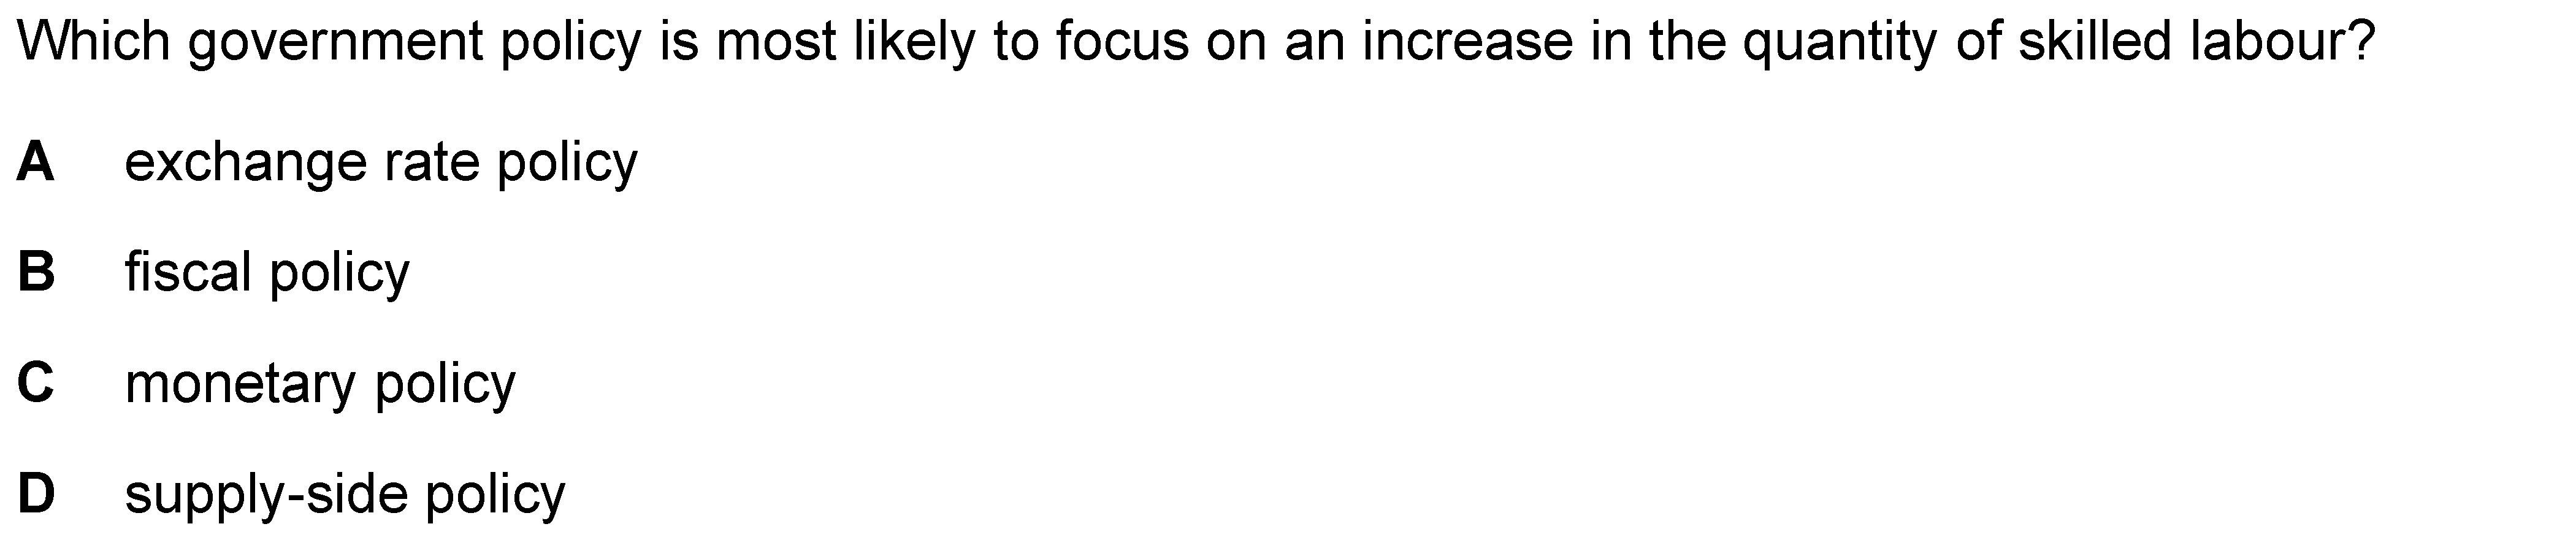 Which government policy is most likely to focus on an increase in the quantity of skilled labour?
A exchange rate policy
B fiscal policy
C monetary policy
D supply-side policy